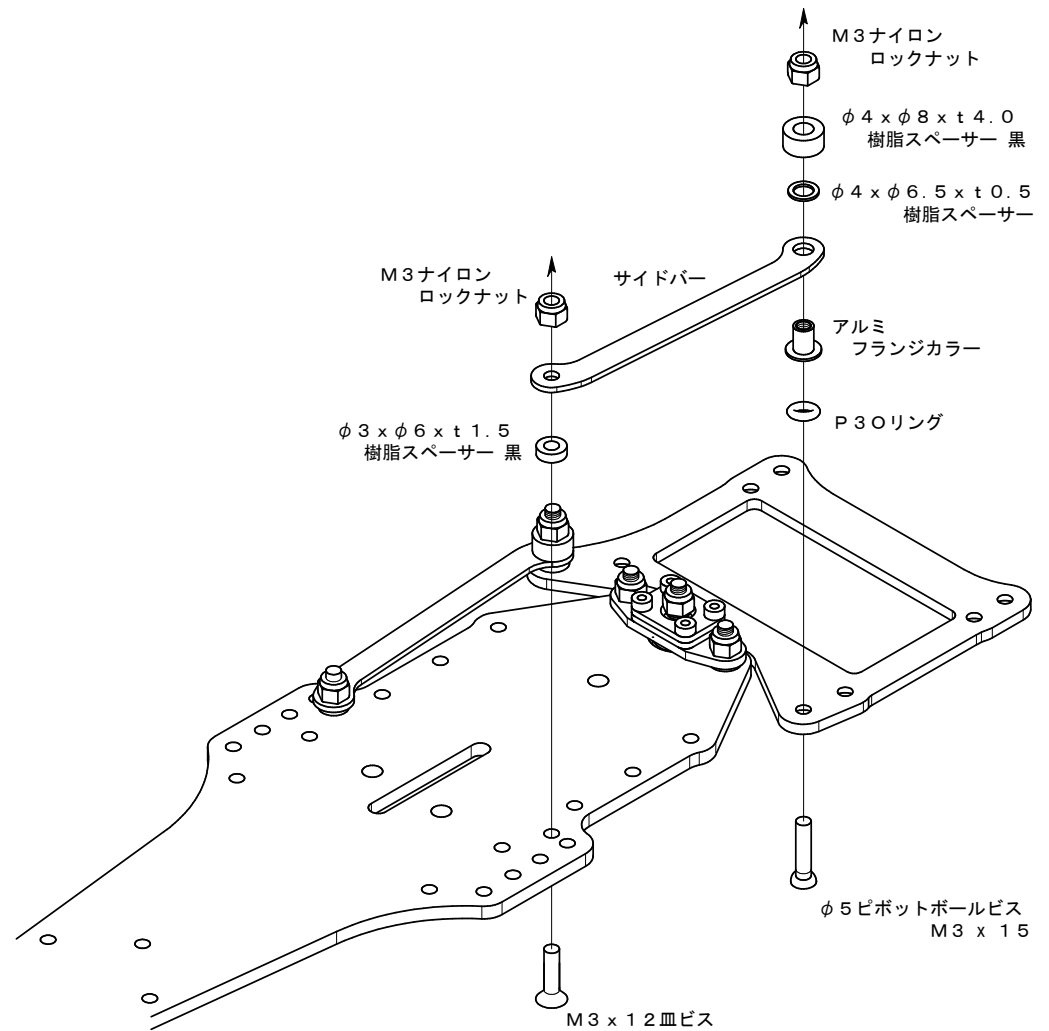 M3ナイロン
ロックナット
φ4xφ8xt4.0
樹脂スペーサー 黒
φ4xφ6.5xt0.5
樹脂スペーサー
サイドバー
M3ナイロン
ロックナット
アルミ
フランジカラー
P3Oリング
φ3xφ6xt1.5
樹脂スペーサー 黒
φ5ピボットボールビス
M3 x 15
M3x12皿ビス